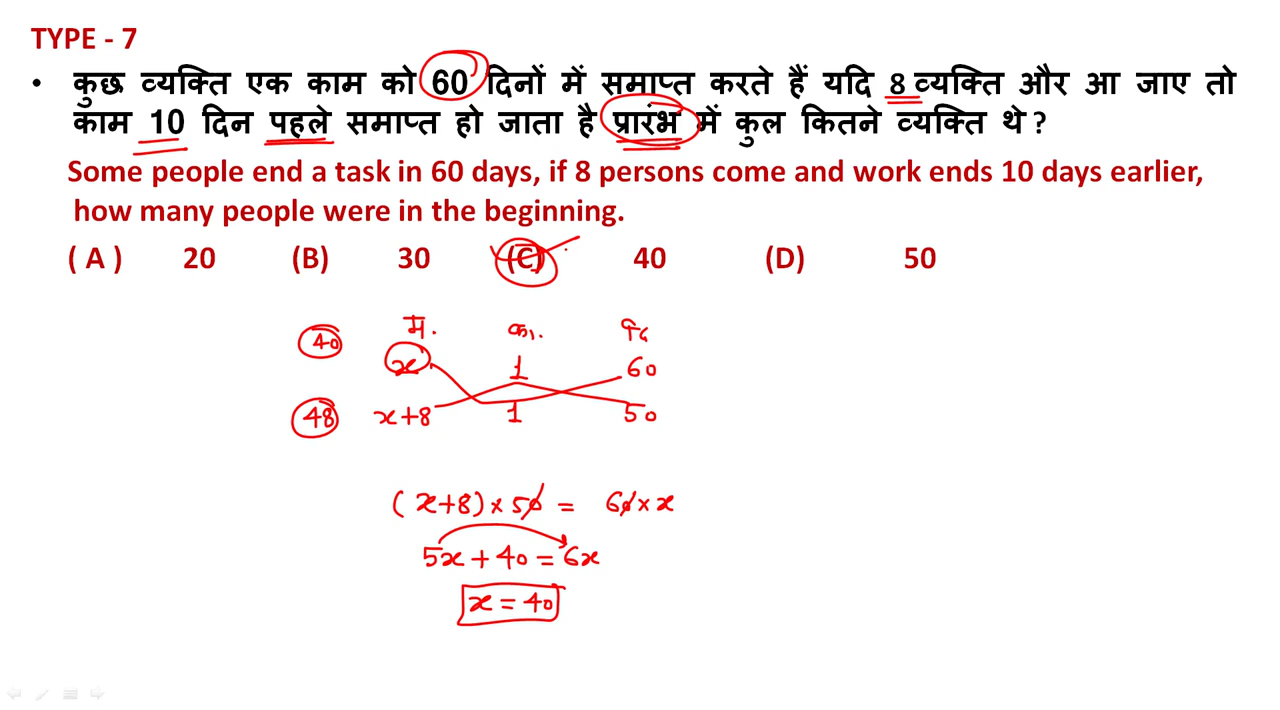 TYPE - 7
• कुछ व्यक्ति एक काम को 60 दिनों में समाप्त करते हैं यदि 8 व्यक्ति और आ जाए तो
काम 10 दिन पहले समाप्त हो जाता है प्रारंभ में कुल कितने व्यक्ति थे ?
Some people end a task in 60 days, if 8 persons come and work ends 10 days earlier,
how many people were in the beginning.
( A ) 20 (B) 30 (C) 40 (D) 50
म. का. दि
40 x 1 60
48 x+8 1 50
( x+8) × 50 = 60 × x
5x + 40 = 6x
x = 40